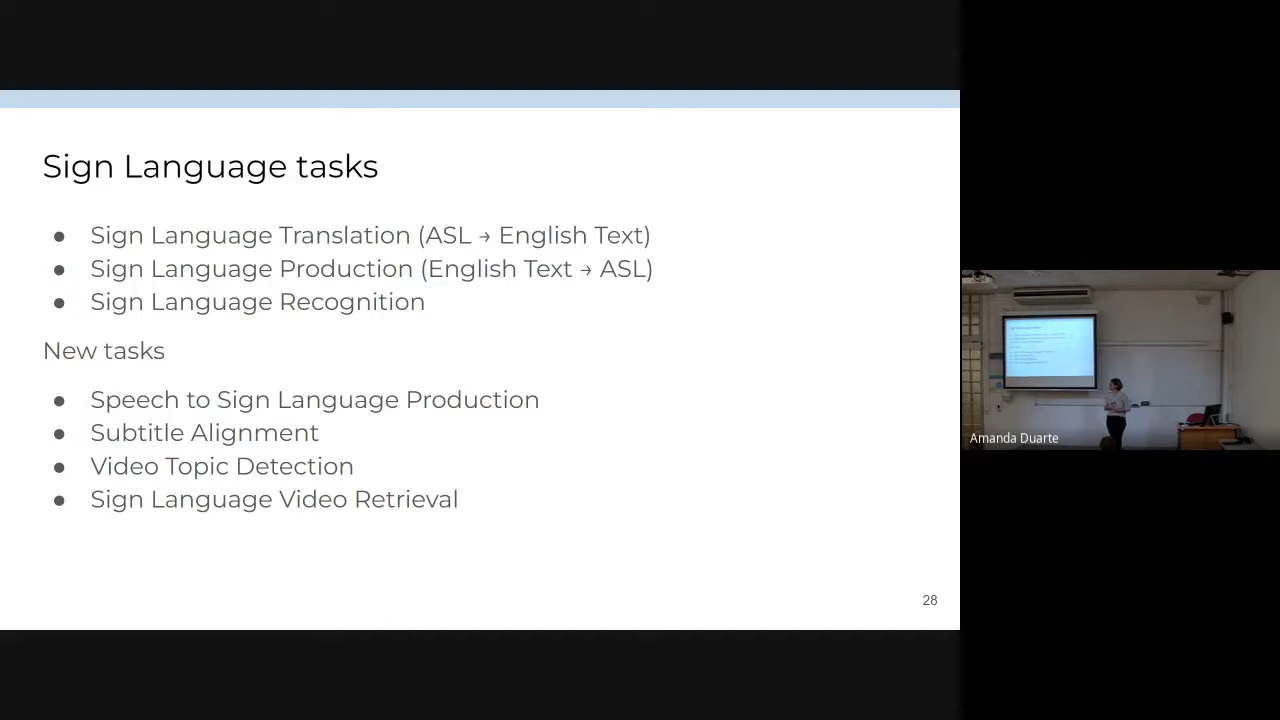 Sign Language tasks
● Sign Language Translation (ASL → English Text)
● Sign Language Production (English Text → ASL)
● Sign Language Recognition
New tasks
● Speech to Sign Language Production
● Subtitle Alignment
● Video Topic Detection
● Sign Language Video Retrieval
28
Amanda Duarte